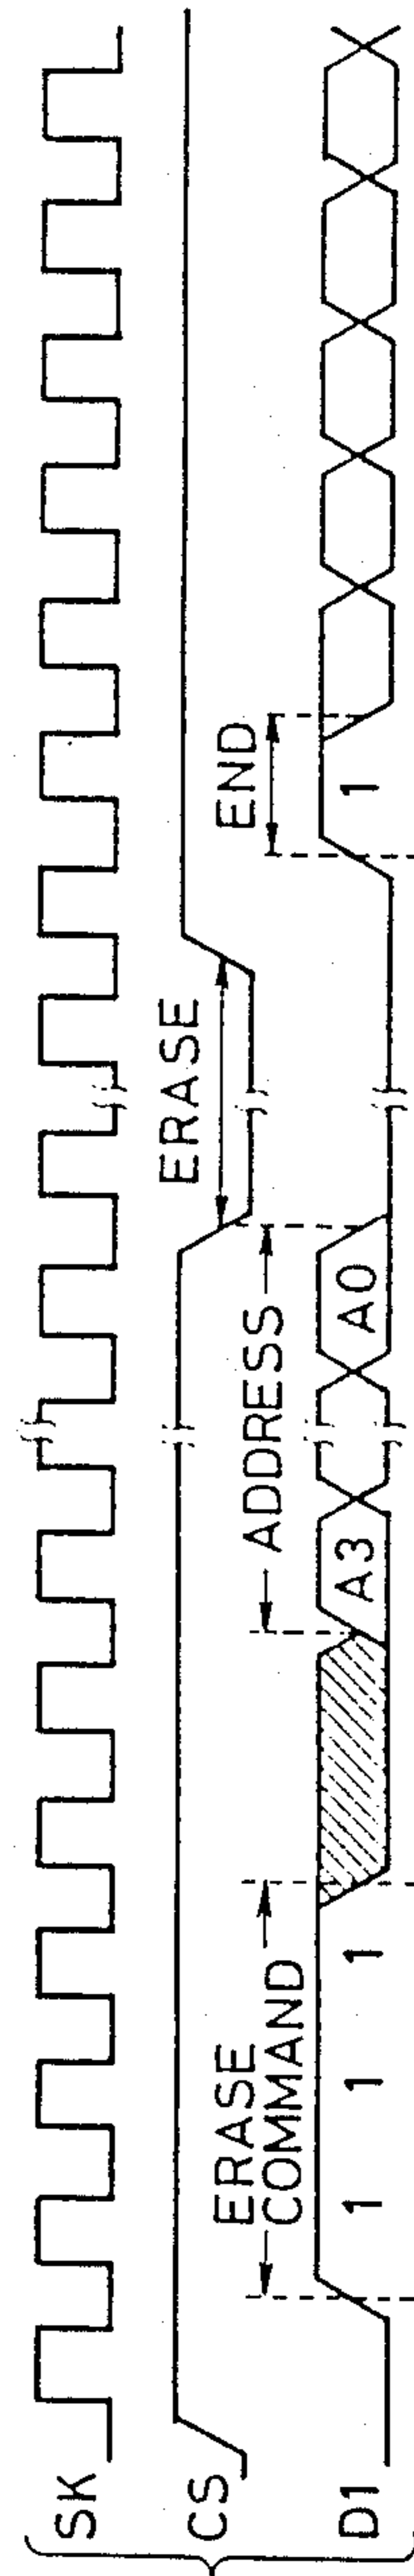 SK
CS
ERASE
D1
ERASE
COMMAND
ADDRESS
END
1 1 1
A3
A0
1